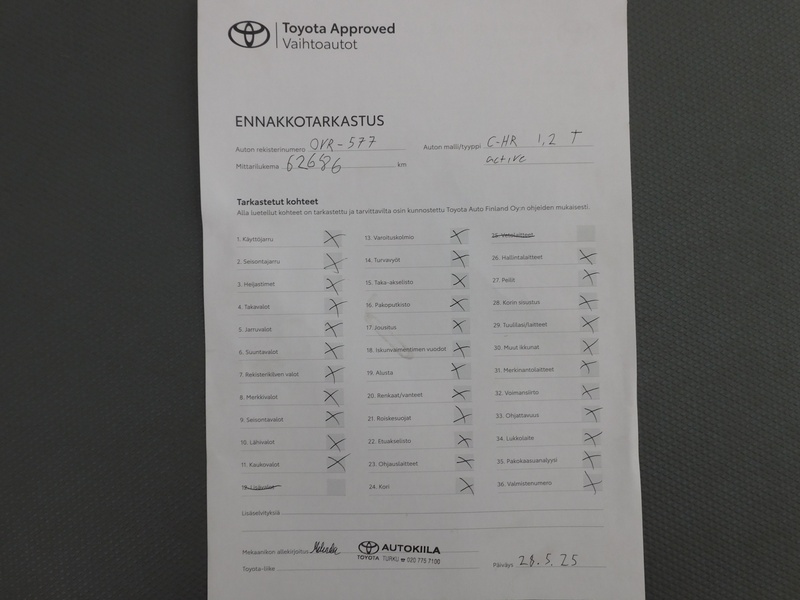 Toyota Approved
Vaihtoautot
ENNAKKOTARKASTUS
Auton rekisterinumero OVR-577
Auton malli/tyyppi C-HR 1,2 T
active
Mittarilukema 62686 km
Tarkastetut kohteet
Alla luetellut kohteet on tarkastettu ja tarvittavilta osin kunnostettu Toyota Auto Finland Oy:n ohjeiden mukaisesti.
1. Käyttöjarru X
2. Seisontajarru X
3. Heijastimet X
4. Takavalot X
5. Jarruvalot X
6. Suuntavalot X
7. Rekisterikilven valot X
8. Merkkivalot X
9. Seisontavalot X
10. Lähivalot X
11. Kaukovalot X
12. Lisävalot
13. Varoituskolmio X
14. Turvavyöt X
15. Taka-akselisto X
16. Pakoputkisto X
17. Jousitus X
18. Iskunvaimentimen vuodot X
19. Alusta X
20. Renkaat/vanteet X
21. Roiskesuojat X
22. Etuakselisto X
23. Ohjauslaitteet X
24. Kori X
25. Vetolaitteet
26. Hallintalaitteet X
27. Peilit X
28. Korin sisustus X
29. Tuulilasi/laitteet X
30. Muut ikkunat X
31. Merkinantolaitteet X
32. Voimansiirto X
33. Ohjattavuus X
34. Lukkolaite X
35. Pakokaasuanalyysi X
36. Valmistenumero X
Lisäselvityksiä
Mekaanikon allekirjoitus
AUTOKIILA
TOYOTA TURKU ☎ 020 775 7100
Toyota-liike
Päiväys 28.5.25